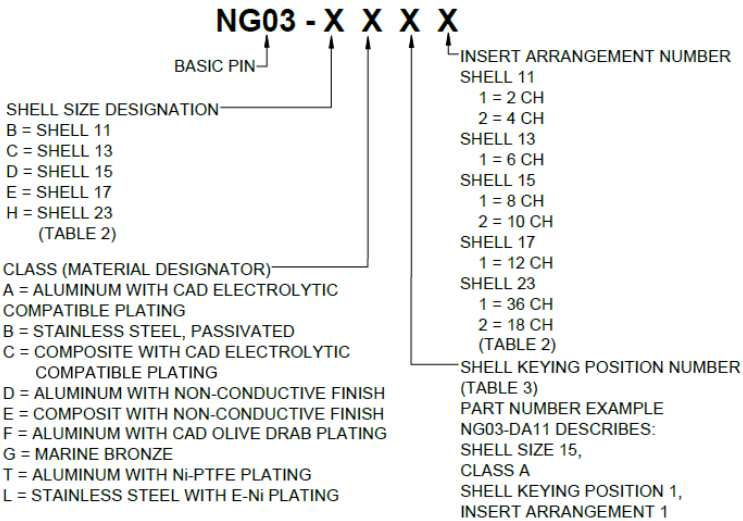 NG03 - X X X X
BASIC PIN
SHELL SIZE DESIGNATION
B = SHELL 11
C = SHELL 13
D = SHELL 15
E = SHELL 17
H = SHELL 23
(TABLE 2)
CLASS (MATERIAL DESIGNATOR)
A = ALUMINUM WITH CAD ELECTROLYTIC
COMPATIBLE PLATING
B = STAINLESS STEEL, PASSIVATED
C = COMPOSITE WITH CAD ELECTROLYTIC
COMPATIBLE PLATING
D = ALUMINUM WITH NON-CONDUCTIVE FINISH
E = COMPOSIT WITH NON-CONDUCTIVE FINISH
F = ALUMINUM WITH CAD OLIVE DRAB PLATING
G = MARINE BRONZE
T = ALUMINUM WITH Ni-PTFE PLATING
L = STAINLESS STEEL WITH E-Ni PLATING
INSERT ARRANGEMENT NUMBER
SHELL 11
1 = 2 CH
2 = 4 CH
SHELL 13
1 = 6 CH
SHELL 15
1 = 8 CH
2 = 10 CH
SHELL 17
1 = 12 CH
SHELL 23
1 = 36 CH
2 = 18 CH
(TABLE 2)
SHELL KEYING POSITION NUMBER
(TABLE 3)
PART NUMBER EXAMPLE
NG03-DA11 DESCRIBES:
SHELL SIZE 15,
CLASS A
SHELL KEYING POSITION 1,
INSERT ARRANGEMENT 1